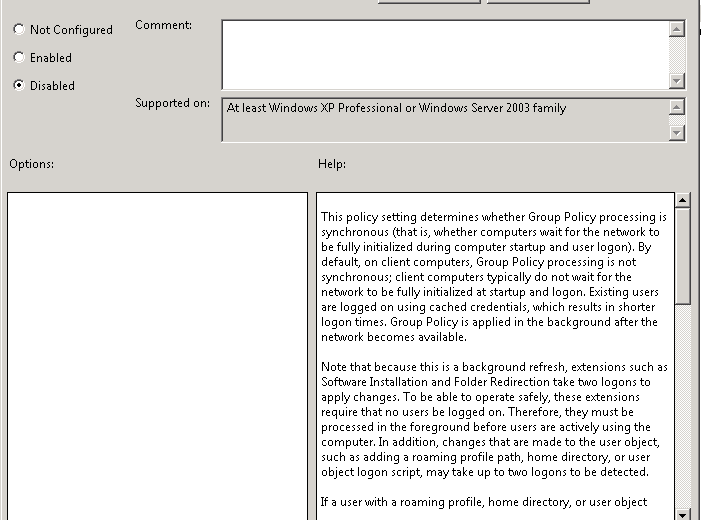 Not Configured
Comment:
Enabled
Disabled
Supported on:
At least Windows XP Professional or Windows Server 2003 family
Options:
Help:
This policy setting determines whether Group Policy processing is
synchronous (that is, whether computers wait for the network to
be fully initialized during computer startup and user logon). By
default, on client computers, Group Policy processing is not
synchronous; client computers typically do not wait for the
network to be fully initialized at startup and logon. Existing users
are logged on using cached credentials, which results in shorter
logon times. Group Policy is applied in the background after the
network becomes available.
Note that because this is a background refresh, extensions such as
Software Installation and Folder Redirection take two logons to
apply changes. To be able to operate safely, these extensions
require that no users be logged on. Therefore, they must be
processed in the foreground before users are actively using the
computer. In addition, changes that are made to the user object,
such as adding a roaming profile path, home directory, or user
object logon script, may take up to two logons to be detected.
If a user with a roaming profile, home directory, or user object